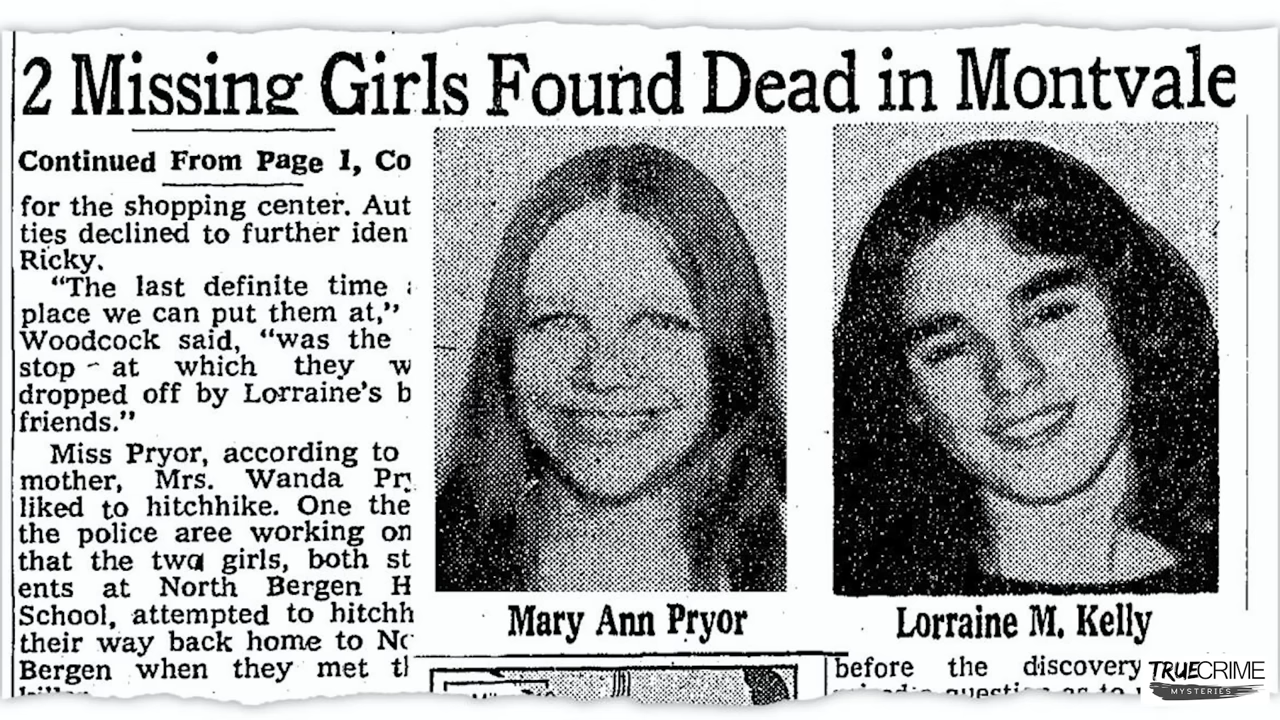 2 Missing Girls Found Dead in Montvale
Continued From Page 1, Co
for the shopping center. Aut
ties declined to further iden
Ricky.
"The last definite time
place we can put them at,"
Woodcock said, "was the
stop - at which they w
dropped off by Lorraine's b
friends."
Miss Pryor, according to
mother, Mrs. Wanda Pry
liked to hitchhike. One the
the police aree working on
that the two girls, both st
ents at North Bergen H
School, attempted to hitchh
their way back home to No
Bergen when they met th
Mary Ann Pryor
Lorraine M. Kelly
before the discovery
question as to
TRUECRIME
MYSTERIES